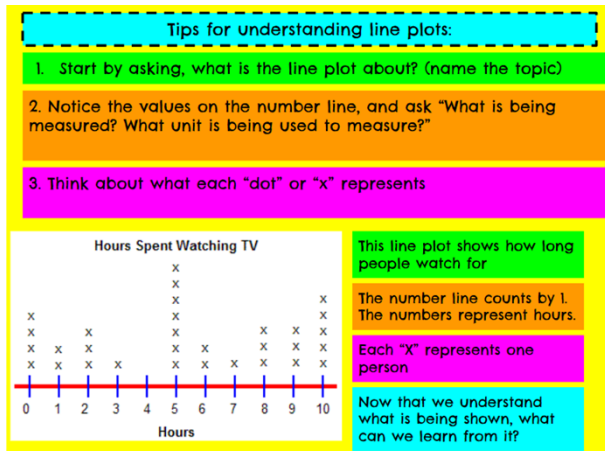 Tips for understanding line plots:
1. Start by asking, what is the line plot about? (name the topic)
2. Notice the values on the number line, and ask “What is being
measured? What unit is being used to measure?”
3. Think about what each “dot” or “x” represents
Hours Spent Watching TV
x
x
x
x x
x x x x x
x x x x x x x
x x x x x x x x x
0 1 2 3 4 5 6 7 8 9 10
Hours
This line plot shows how long
people watch for
The number line counts by 1.
The numbers represent hours.
Each “X” represents one
person
Now that we understand
what is being shown, what
can we learn from it?